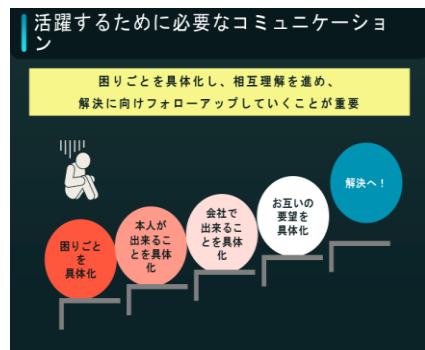 活躍するために必要なコミュニケーショ
ン
困りごとを具体化し、相互理解を進め、
解決に向けフォローアップしていくことが重要
困りごと
を
具体化
本人が
出来るこ
とを具体
化
会社で
出来るこ
とを具体
化
お互いの
要望を
具体化
解決へ！